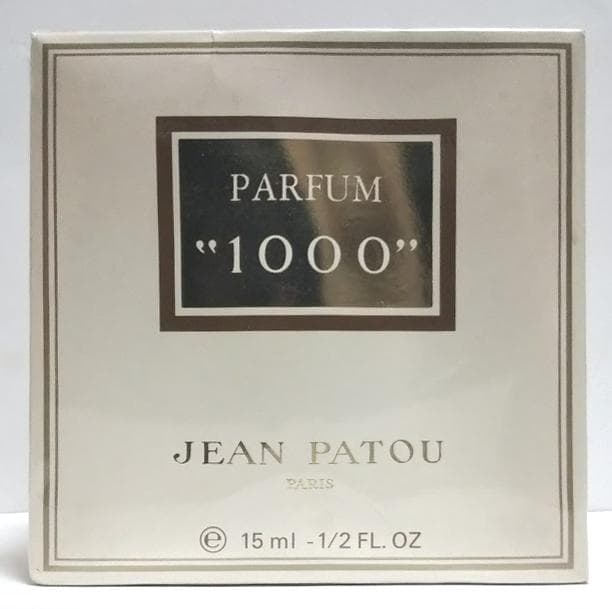 PARFUM
“1000”
JEAN PATOU
PARIS
℮ 15 ml - 1/2 FL. OZ